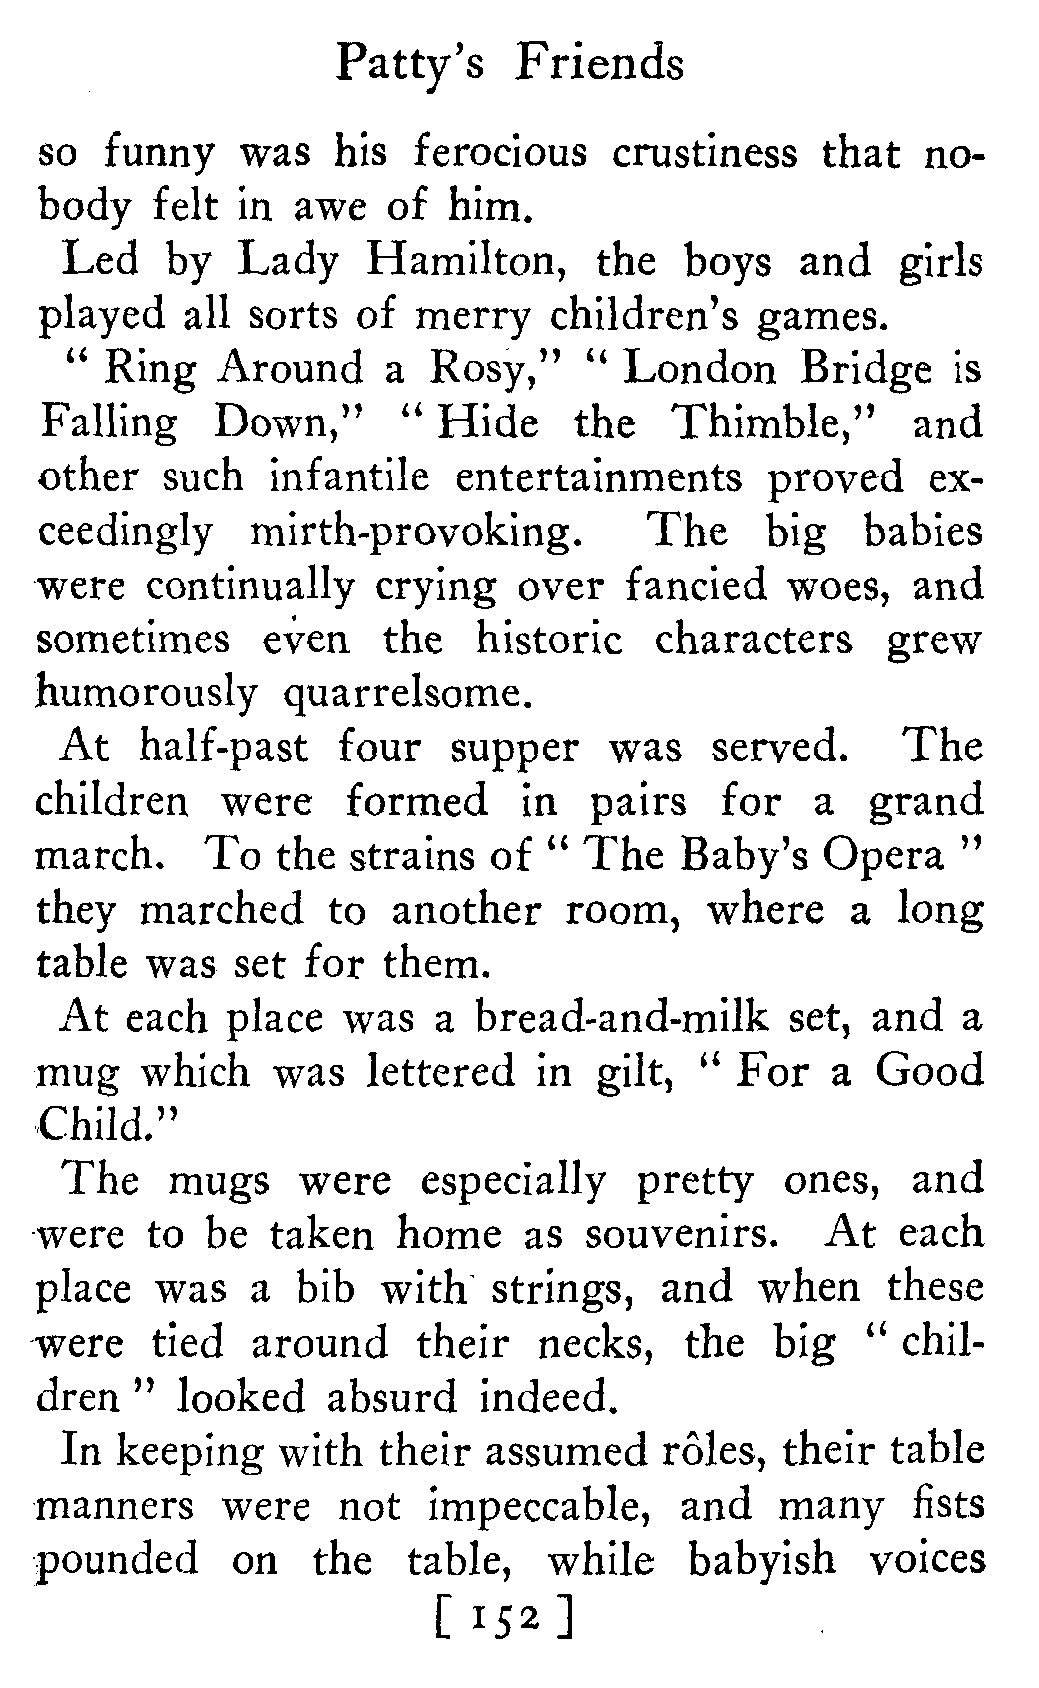 Patty's Friends
so funny was his ferocious crustiness that no-
body felt in awe of him.
Led by Lady Hamilton, the boys and girls
played all sorts of merry children's games.
" Ring Around a Rosy," " London Bridge is
Falling Down," " Hide the Thimble," and
other such infantile entertainments proved ex-
ceedingly mirth-provoking. The big babies
were continually crying over fancied woes, and
sometimes even the historic characters grew
humorously quarrelsome.
At half-past four supper was served. The
children were formed in pairs for a grand
march. To the strains of " The Baby's Opera "
they marched to another room, where a long
table was set for them.
At each place was a bread-and-milk set, and a
mug which was lettered in gilt, " For a Good
Child."
The mugs were especially pretty ones, and
were to be taken home as souvenirs. At each
place was a bib with strings, and when these
were tied around their necks, the big " chil-
dren " looked absurd indeed.
In keeping with their assumed rôles, their table
manners were not impeccable, and many fists
pounded on the table, while babyish voices
[ 152 ]